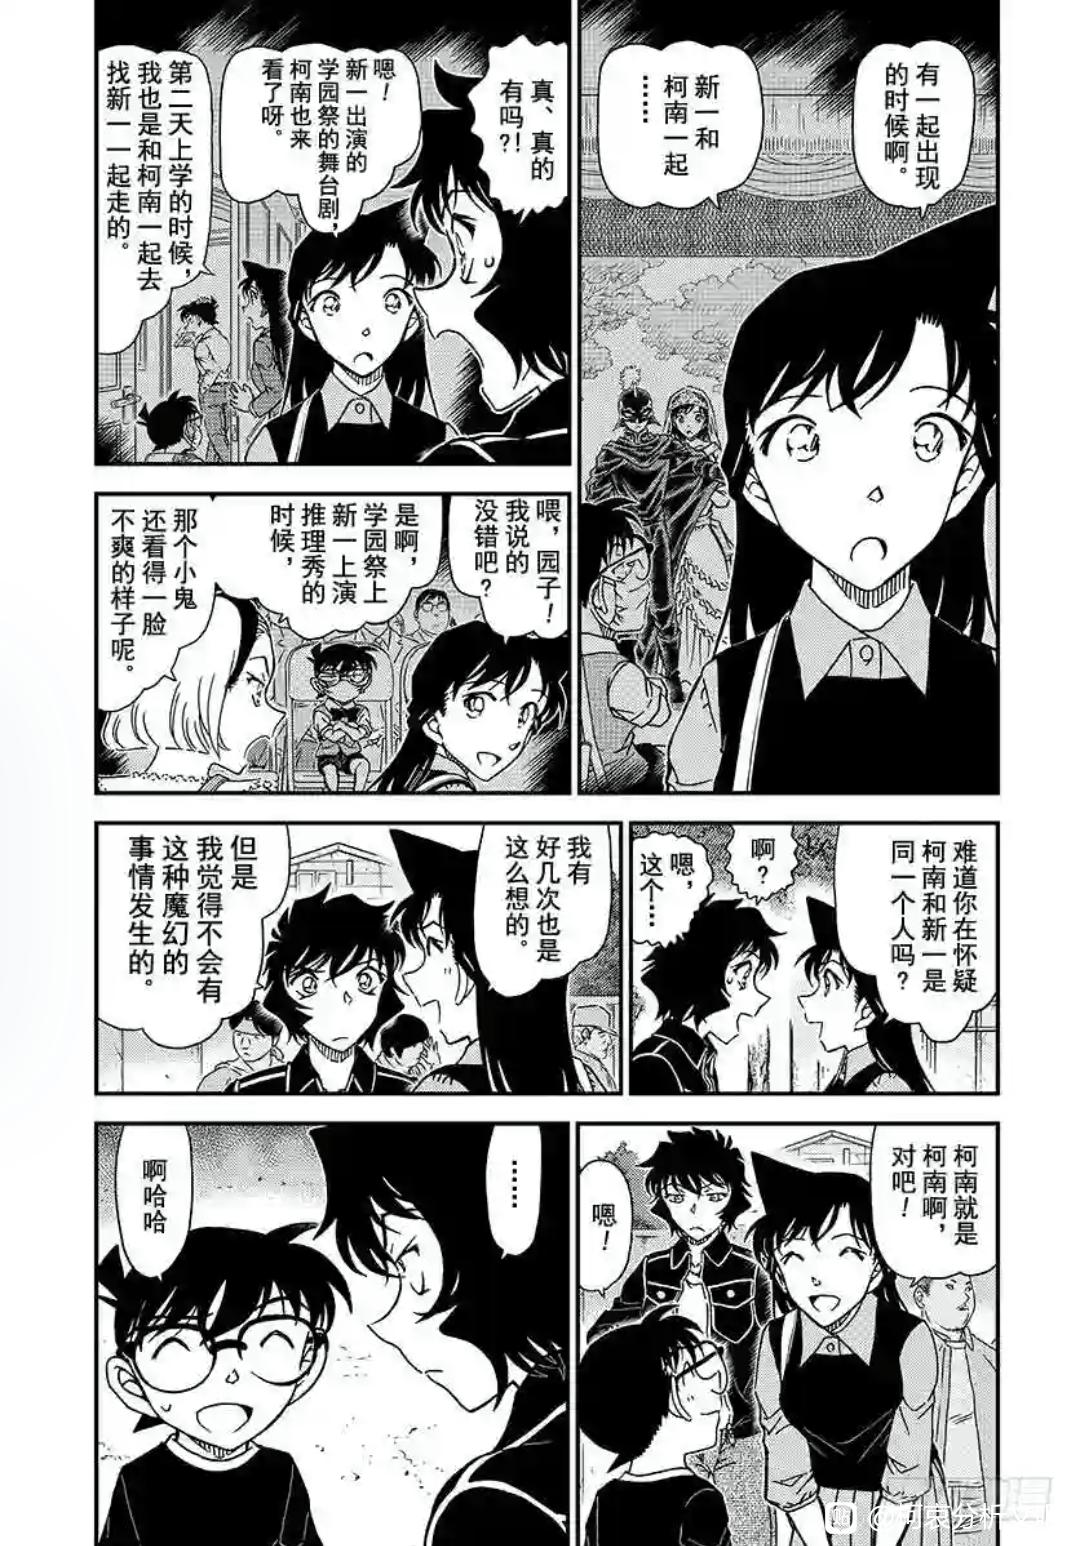 有一起出现
的时候啊。
新一和
柯南一起
……
真、真的
有吗?!
嗯!
新一出演的
学园祭的舞台剧,
柯南也来
看了呀。
第二天上学的时候,
我也是和柯南一起去
找新一一起走的。
喂，园子!
我说的
没错吧?
是啊,
学园祭上
新一上演
推理秀的
时候,
那个小鬼
还看得一脸
不爽的样子呢。
难道你在怀疑
柯南和新一是
同一个人吗?
啊?
嗯,
这个…
我有
好几次也是
这么想的。
但是
我觉得不会有
这种魔幻的
事情发生的。
柯南就是
柯南啊,
对吧!
嗯!
……
啊哈哈